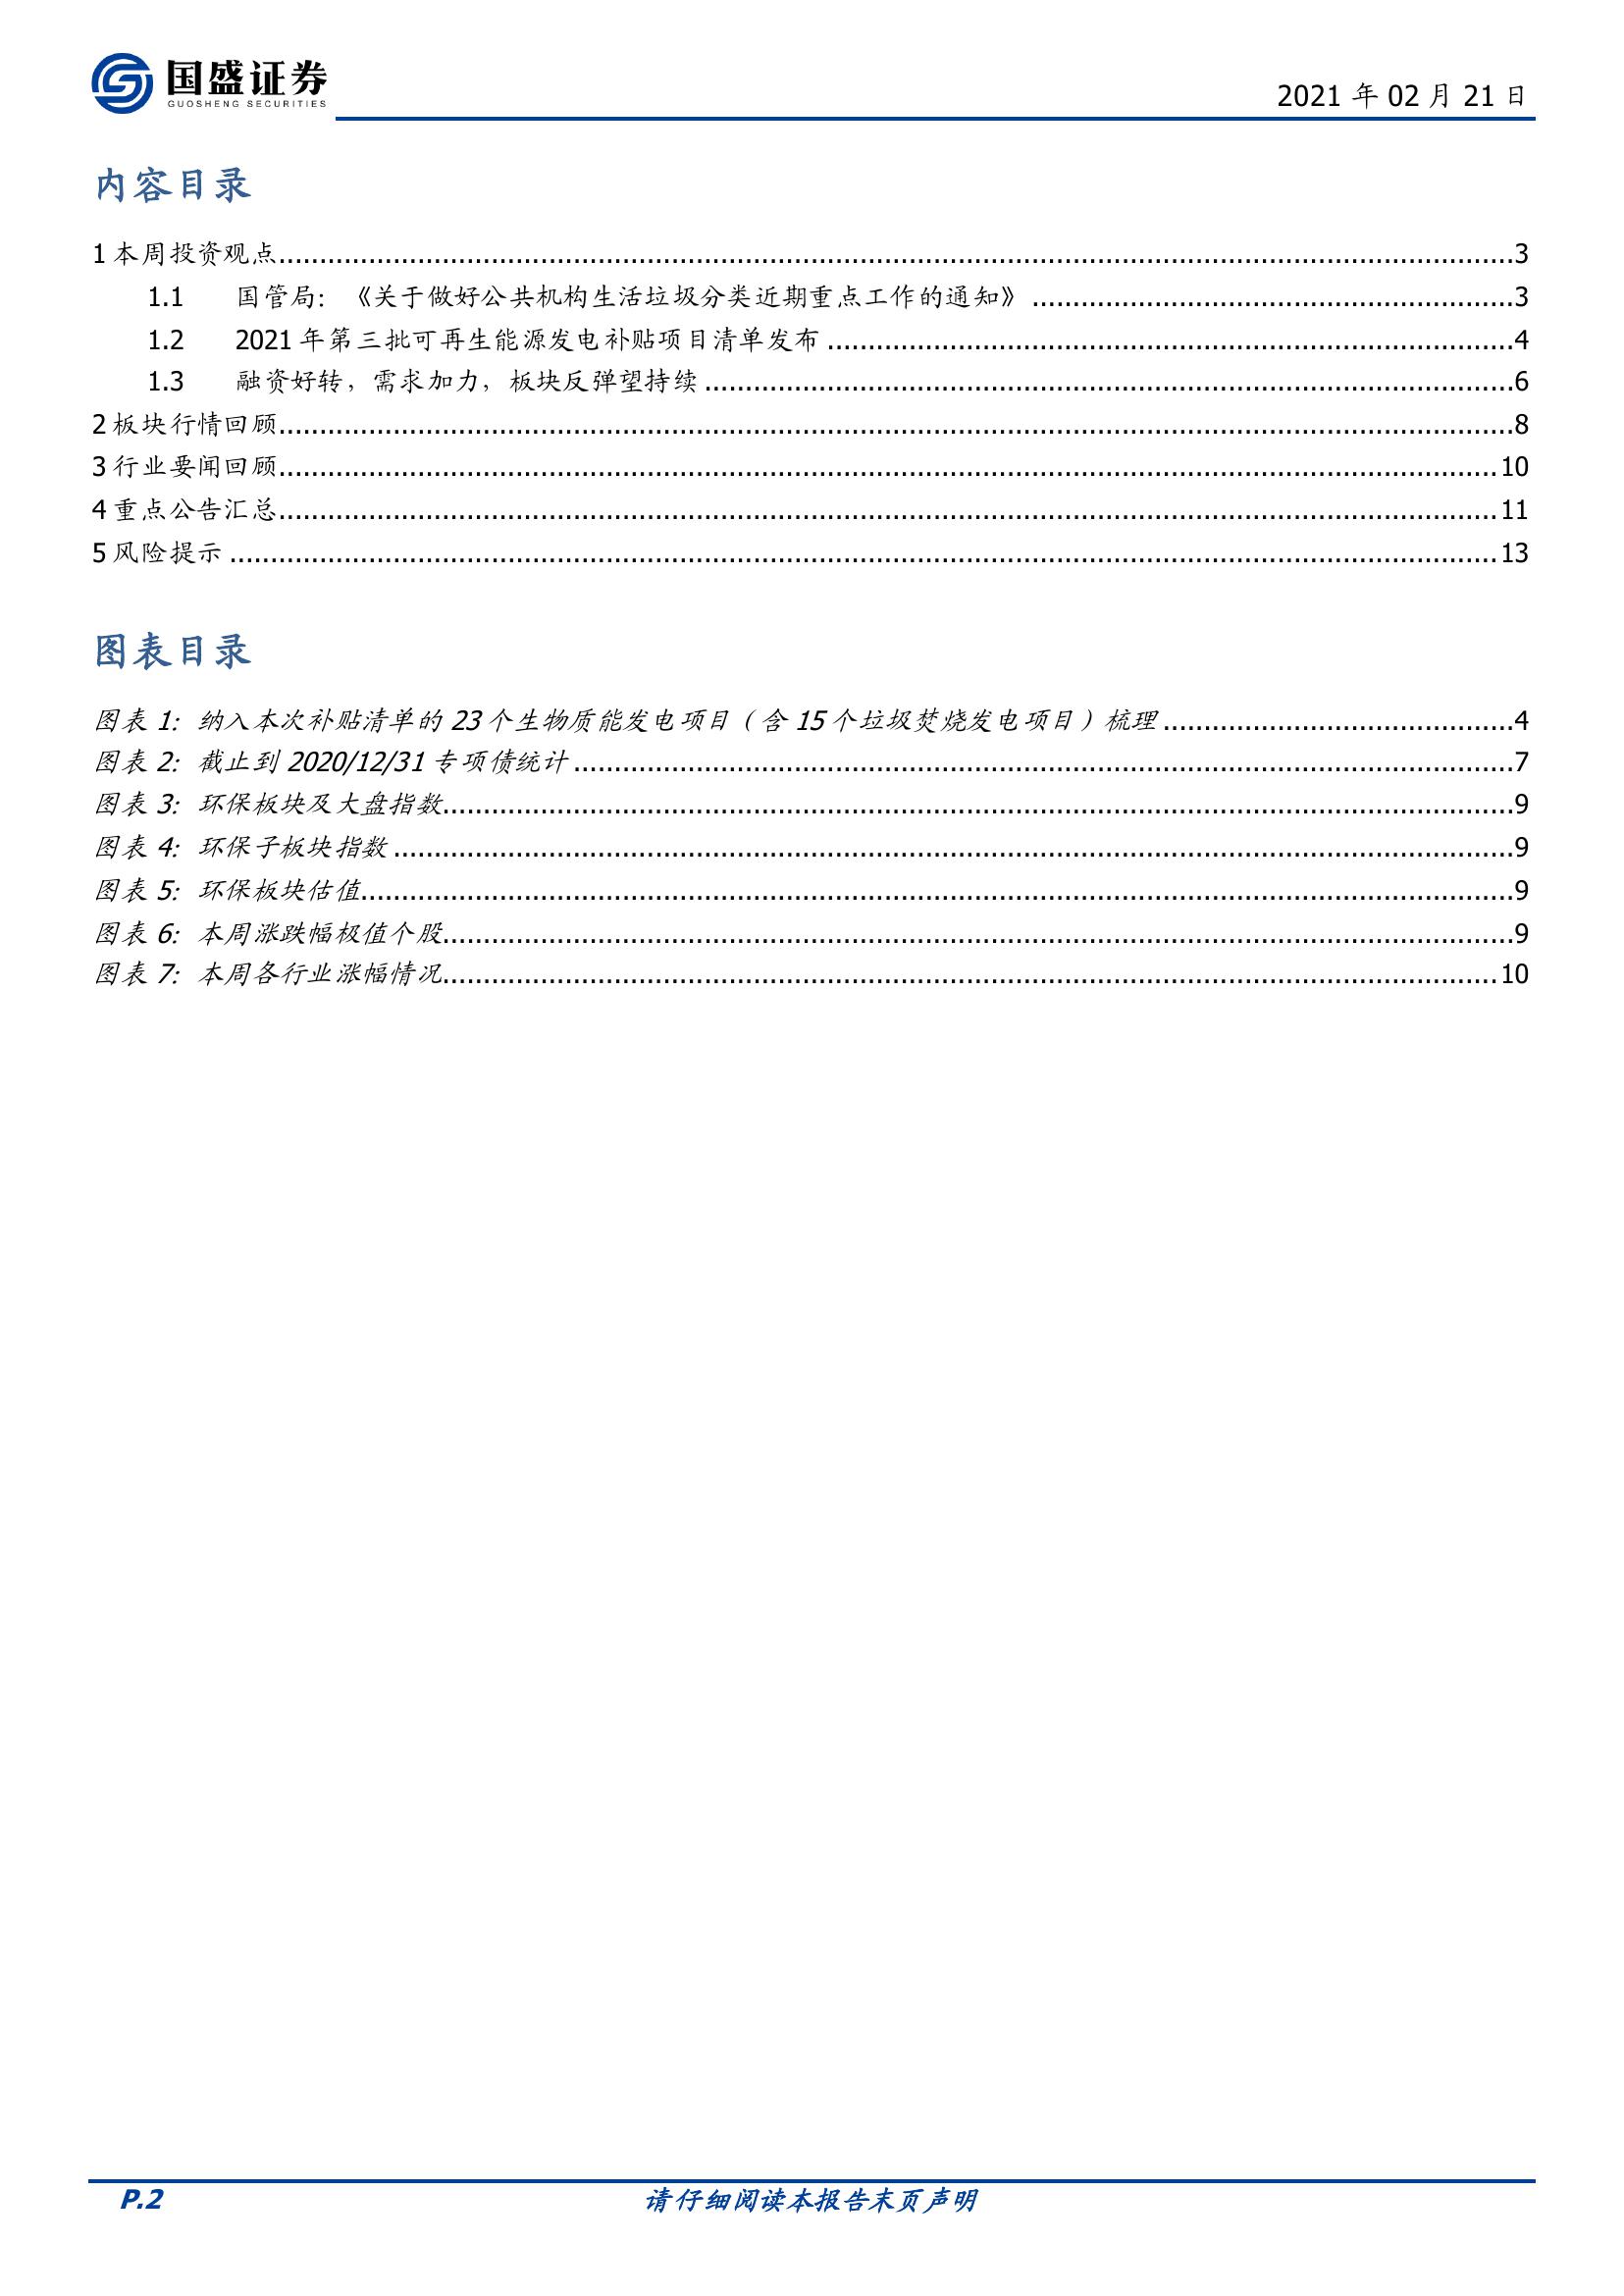 国盛证券
GUOSHENG SECURITIES
2021 年 02 月 21 日
内容目录
1 本周投资观点 3
1.1 国管局：《关于做好公共机构生活垃圾分类近期重点工作的通知》 3
1.2 2021 年第三批可再生能源发电补贴项目清单发布 4
1.3 融资好转，需求加力，板块反弹望持续 6
2 板块行情回顾 8
3 行业要闻回顾 10
4 重点公告汇总 11
5 风险提示 13
图表目录
图表 1：纳入本次补贴清单的 23 个生物质能发电项目（含 15 个垃圾焚烧发电项目）梳理 4
图表 2：截止到 2020/12/31 专项债统计 7
图表 3：环保板块及大盘指数 9
图表 4：环保子板块指数 9
图表 5：环保板块估值 9
图表 6：本周涨跌幅极值个股 9
图表 7：本周各行业涨幅情况 10
P.2 请仔细阅读本报告末页声明